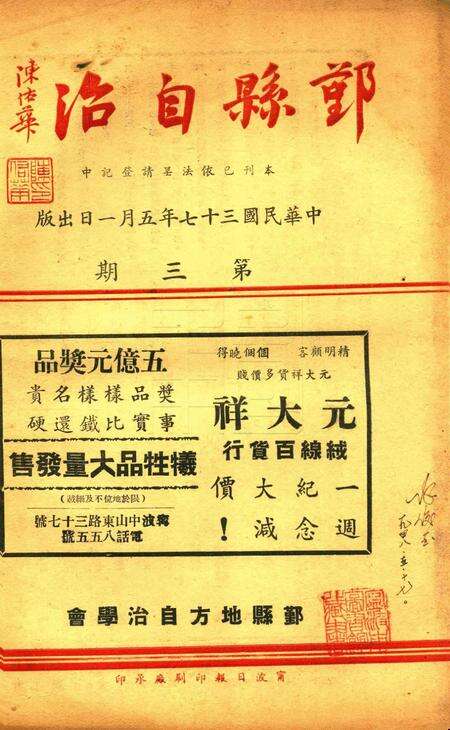 鄞縣自治
陳佑華
本刊已依法呈請登記中
中華民國三十七年五月一日出版
第三期
精明顧客 個個曉得
元大祥貨多價賤
元大祥
絨線百貨行
一紀大價
週念減!
五億元獎品
獎品樣樣名貴
事實比鐵還硬
犧牲品大量發售
(限於地位不及細載)
寗波中山東路三十七號
電話八五五號
鄞縣地方自治學會
甯波日報印刷廠承印